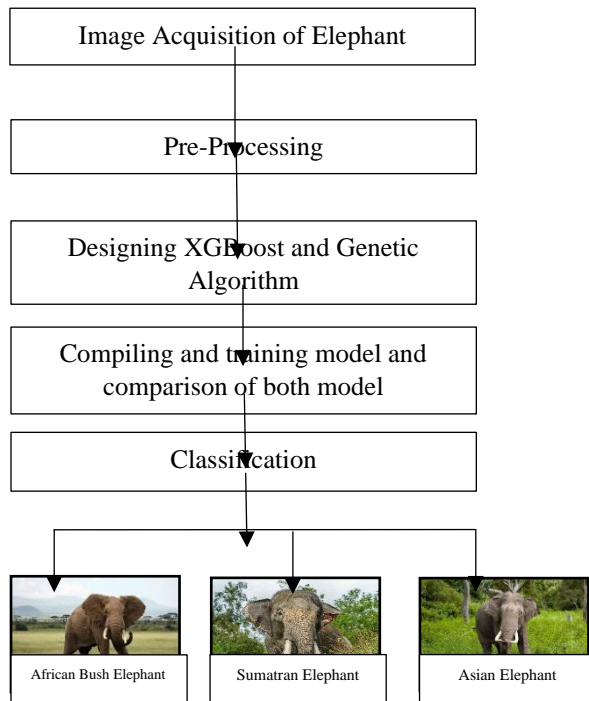 Image Acquisition of Elephant
Pre-Processing
Designing XGBoost and Genetic
Algorithm
Compiling and training model and
comparison of both model
Classification
African Bush Elephant
Sumatran Elephant
Asian Elephant